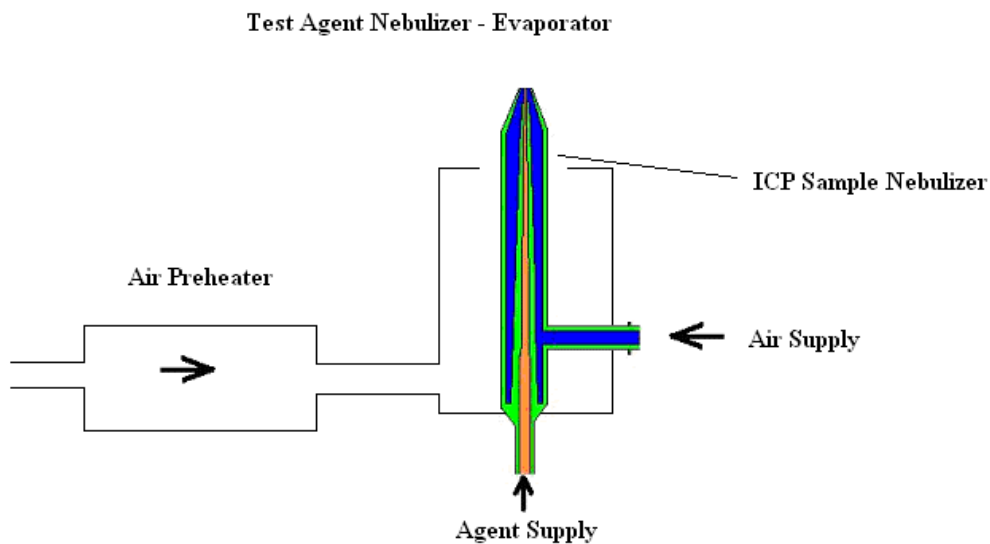 Test Agent Nebulizer - Evaporator
ICP Sample Nebulizer
Air Preheater
Air Supply
Agent Supply